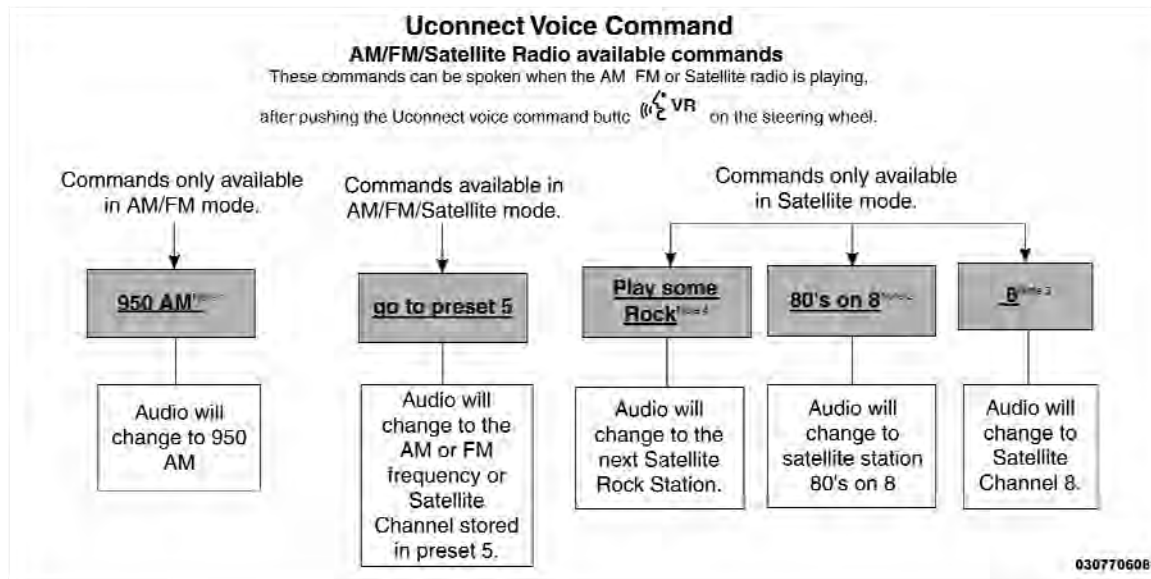 Uconnect Voice Command
AM/FM/Satellite Radio available commands
These commands can be spoken when the AM FM or Satellite radio is playing,
after pushing the Uconnect voice command buttc VR on the steering wheel.
Commands only available
in AM/FM mode.
Commands available in
AM/FM/Satellite mode.
Commands only available
in Satellite mode.
950 AM
go to preset 5
Play some
Rock
80's on 8
8
Audio will
change to 950
AM
Audio will
change to the
AM or FM
frequency or
Satellite
Channel stored
in preset 5.
Audio will
change to the
next Satellite
Rock Station.
Audio will
change to
satellite station
80's on 8
Audio will
change to
Satellite
Channel 8.
030770608